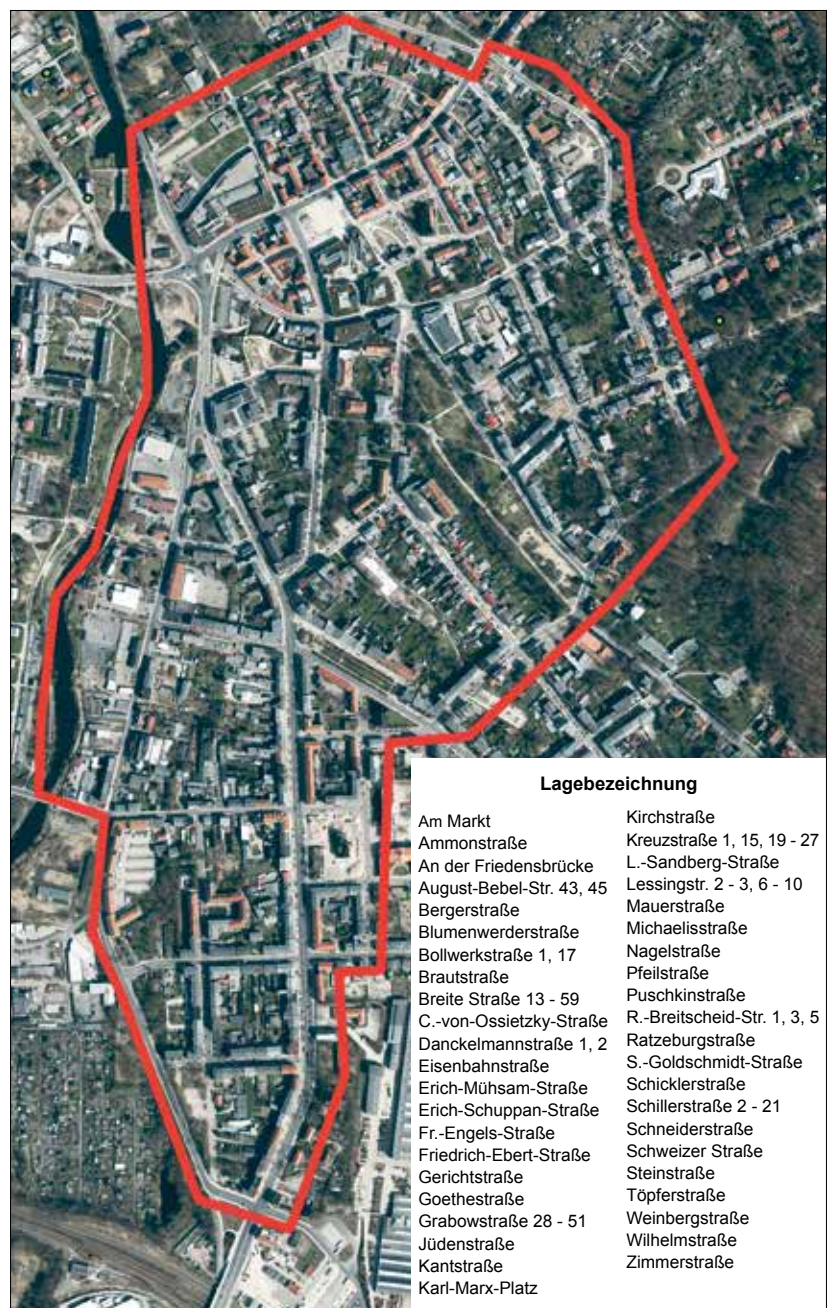 Lagebezeichnung
Am Markt
Ammonstraße
An der Friedensbrücke
August-Bebel-Str. 43, 45
Bergerstraße
Blumenwerderstraße
Bollwerkstraße 1, 17
Brautstraße
Breite Straße 13 - 59
C.-von-Ossietzky-Straße
Danckelmannstraße 1, 2
Eisenbahnstraße
Erich-Mühsam-Straße
Erich-Schuppan-Straße
Fr.-Engels-Straße
Friedrich-Ebert-Straße
Gerichtstraße
Goethestraße
Grabowstraße 28 - 51
Jüdenstraße
Kantstraße
Karl-Marx-Platz
Kirchstraße
Kreuzstraße 1, 15, 19 - 27
L.-Sandberg-Straße
Lessingstr. 2 - 3, 6 - 10
Mauerstraße
Michaelisstraße
Nagelstraße
Pfeilstraße
Puschkinstraße
R.-Breitscheid-Str. 1, 3, 5
Ratzeburgstraße
S.-Goldschmidt-Straße
Schicklerstraße
Schillerstraße 2 - 21
Schneiderstraße
Schweizer Straße
Steinstraße
Töpferstraße
Weinbergstraße
Wilhelmstraße
Zimmerstraße